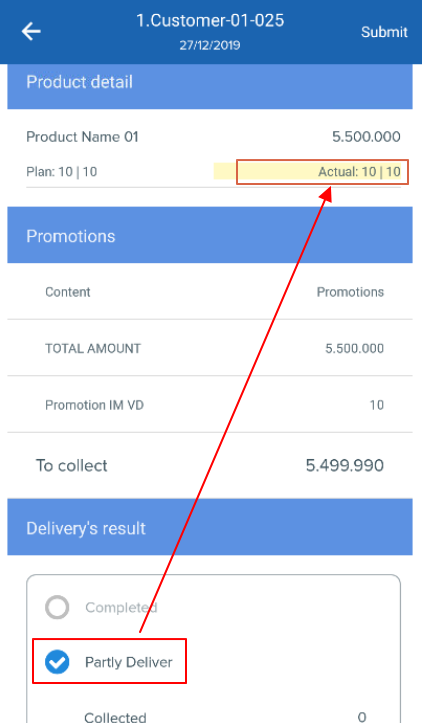 1.Customer-01-025
27/12/2019
Submit
Product detail
Product Name 01 5.500.000
Plan: 10 | 10 Actual: 10 | 10
Promotions
Content Promotions
TOTAL AMOUNT 5.500.000
Promotion IM VD 10
To collect 5.499.990
Delivery's result
Completed
Partly Deliver
Collected 0